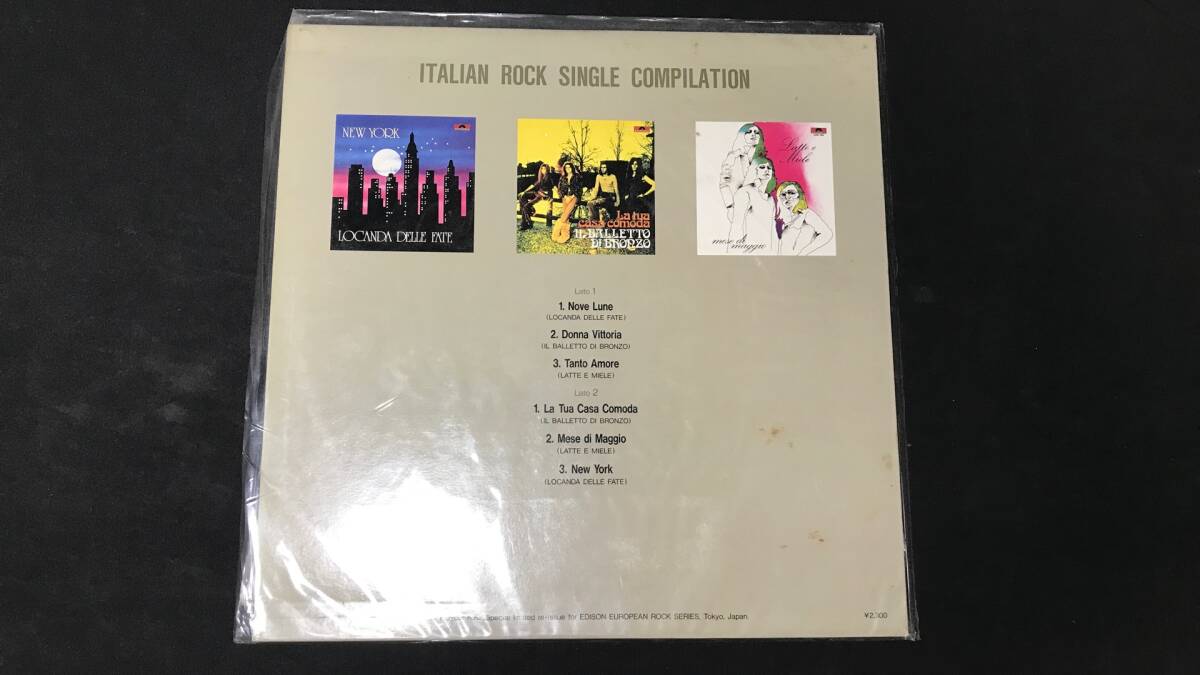 ITALIAN ROCK SINGLE COMPILATION
NEW YORK
LOCANDA DELLE FATE
La tua
casa comoda
IL BALLETTO
DI BRONZO
Latte e
Miele
mese di
maggio
Lato 1
1. Nove Lune
(LOCANDA DELLE FATE)
2. Donna Vittoria
(IL BALLETTO DI BRONZO)
3. Tanto Amore
(LATTE E MIELE)
Lato 2
1. La Tua Casa Comoda
(IL BALLETTO DI BRONZO)
2. Mese di Maggio
(LATTE E MIELE)
3. New York
(LOCANDA DELLE FATE)
Special limited re-issue for EDISON EUROPEAN ROCK SERIES, Tokyo, Japan.